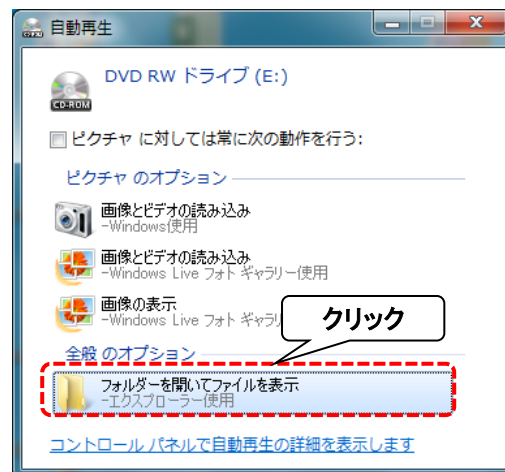 自動再生
DVD RW ドライブ (E:)
CD-ROM
ピクチャ に対しては常に次の動作を行う:
ピクチャ のオプション
画像とビデオの読み込み
-Windows使用
画像とビデオの読み込み
-Windows Live フォト ギャラリー使用
画像の表示
-Windows Live フォト ギャラリ
クリック
全般 のオプション
フォルダーを開いてファイルを表示
-エクスプローラー使用
コントロール パネルで自動再生の詳細を表示します